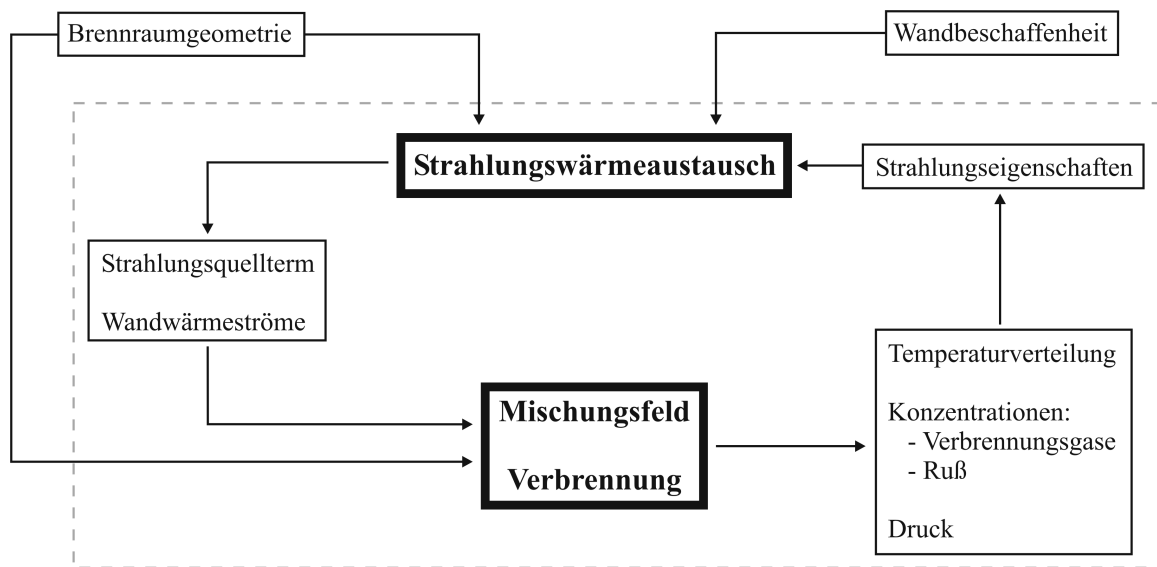 Brennraumgeometrie
Wandbeschaffenheit
Strahlungswärmeaustausch
Strahlungseigenschaften
Strahlungsquellterm
Wandwärmeströme
Mischungsfeld
Verbrennung
Temperaturverteilung
Konzentrationen:
- Verbrennungsgase
- Ruß
Druck